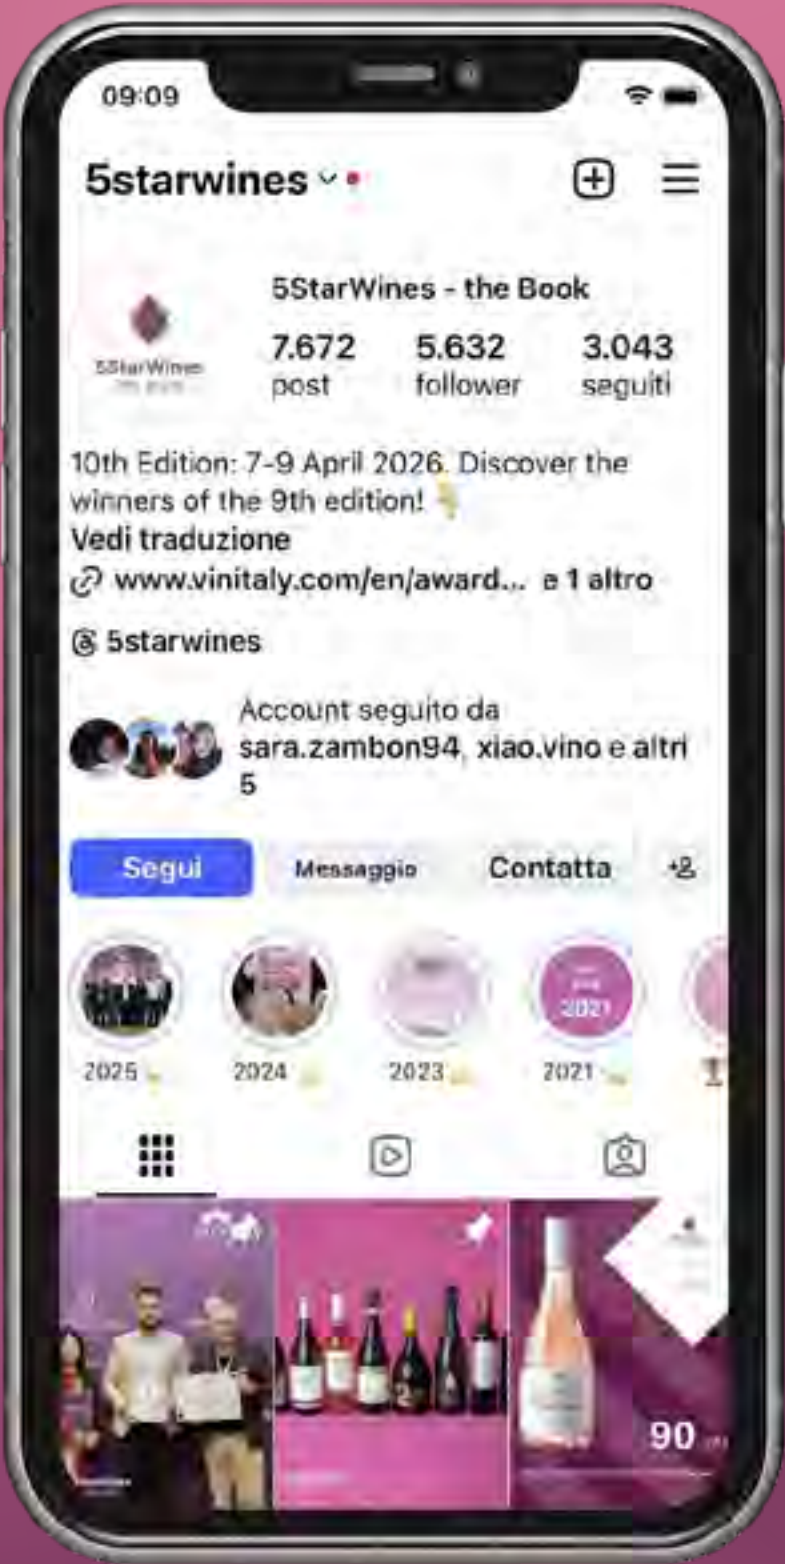 09:09
5starwines
5StarWines - the Book
7.672 5.632 3.043
post follower seguiti
5StarWines
10th Edition: 7-9 April 2026. Discover the
winners of the 9th edition!
Vedi traduzione
www.vinitaly.com/en/award... e 1 altro
5starwines
Account seguito da
sara.zambon94, xiao.vino e altri
5
Segui Messaggio Contatta
2021
2025 2024 2023 2021
90